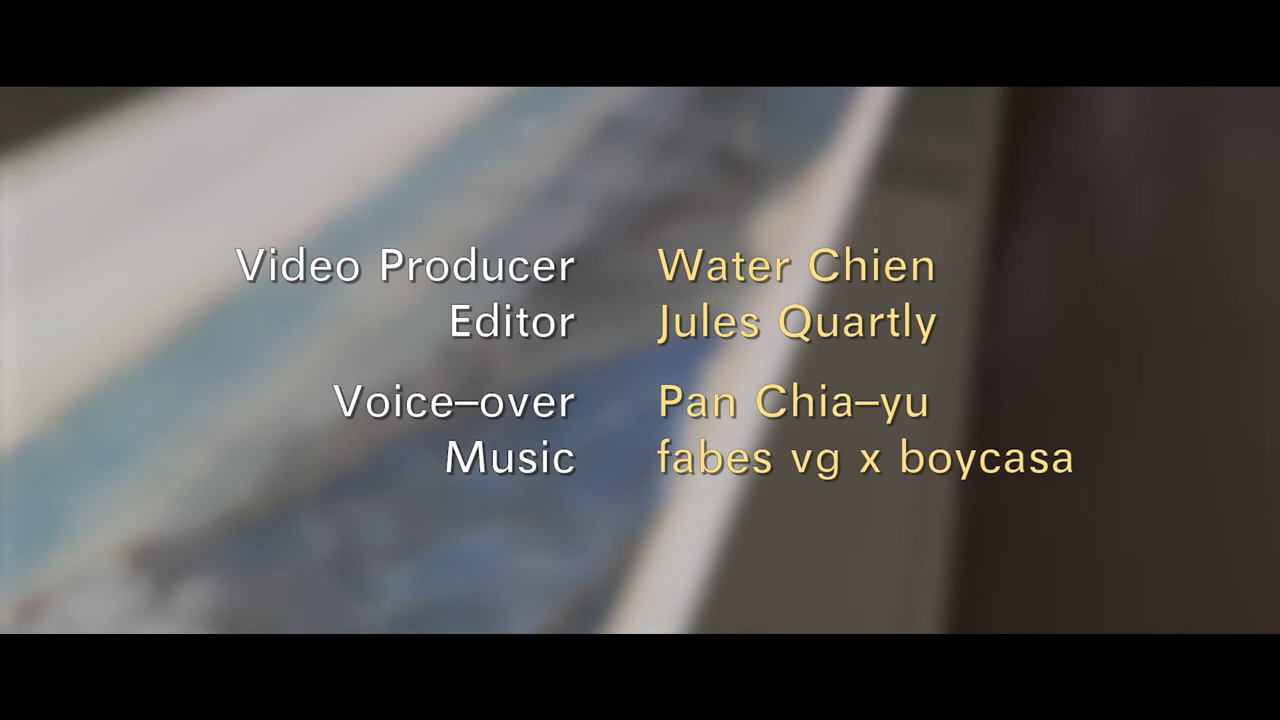 Video Producer Water Chien
Editor Jules Quartly
Voice–over Pan Chia–yu
Music fabes vg x boycasa